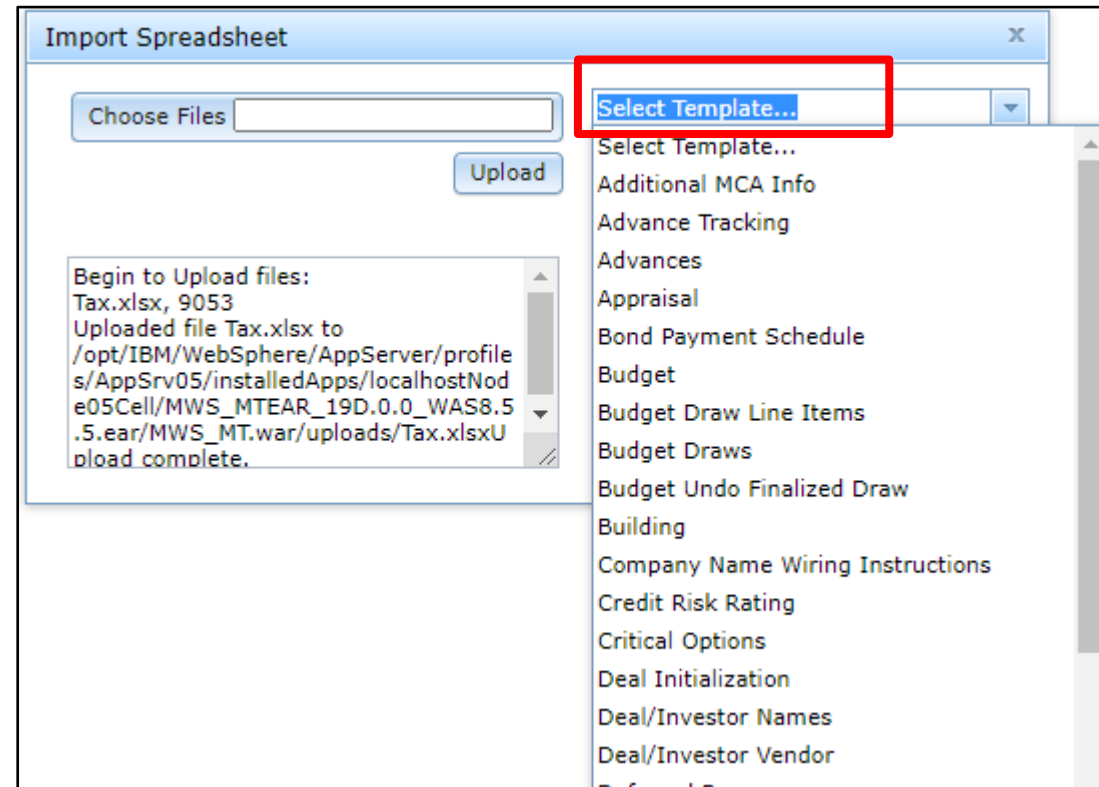 Import Spreadsheet
x
Choose Files
Upload
Begin to Upload files:
Tax.xlsx, 9053
Uploaded file Tax.xlsx to
/opt/IBM/WebSphere/AppServer/profile
s/AppSrv05/installedApps/localhostNod
e05Cell/MWS_MTEAR_19D.0.0_WAS8.5
.5.ear/MWS_MT.war/uploads/Tax.xlsxU
pload complete.
Select Template...
Select Template...
Additional MCA Info
Advance Tracking
Advances
Appraisal
Bond Payment Schedule
Budget
Budget Draw Line Items
Budget Draws
Budget Undo Finalized Draw
Building
Company Name Wiring Instructions
Credit Risk Rating
Critical Options
Deal Initialization
Deal/Investor Names
Deal/Investor Vendor